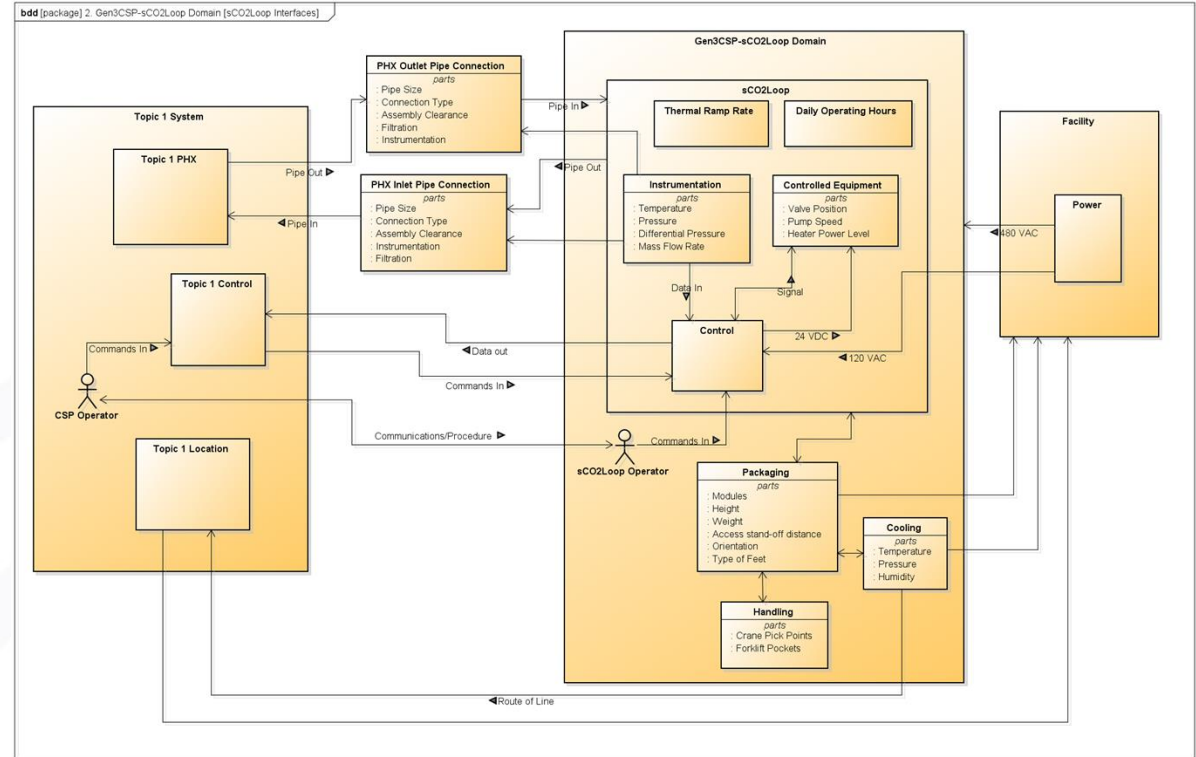 bdd [package] 2. Gen3CSP-sCO2Loop Domain [sCO2Loop Interfaces]
Gen3CSP-sCO2Loop Domain
PHX Outlet Pipe Connection
parts
: Pipe Size
: Connection Type
: Assembly Clearance
: Filtration
: Instrumentation
Pipe In
sCO2Loop
Thermal Ramp Rate
Daily Operating Hours
Topic 1 System
Facility
Topic 1 PHX
Pipe Out
Pipe Out
PHX Inlet Pipe Connection
parts
: Pipe Size
: Connection Type
: Assembly Clearance
: Instrumentation
: Filtration
Pipe In
Instrumentation
parts
: Temperature
: Pressure
: Differential Pressure
: Mass Flow Rate
Controlled Equipment
parts
: Valve Position
: Pump Speed
: Heater Power Level
Power
480 VAC
Topic 1 Control
Data In
Signal
Control
24 VDC
120 VAC
Commands In
Data out
Commands In
CSP Operator
Communications/Procedure
Commands In
sCO2Loop Operator
Topic 1 Location
Packaging
parts
: Modules
: Height
: Weight
: Access stand-off distance
: Orientation
: Type of Feet
Cooling
parts
: Temperature
: Pressure
: Humidity
Handling
parts
: Crane Pick Points
: Forklift Pockets
Route of Line